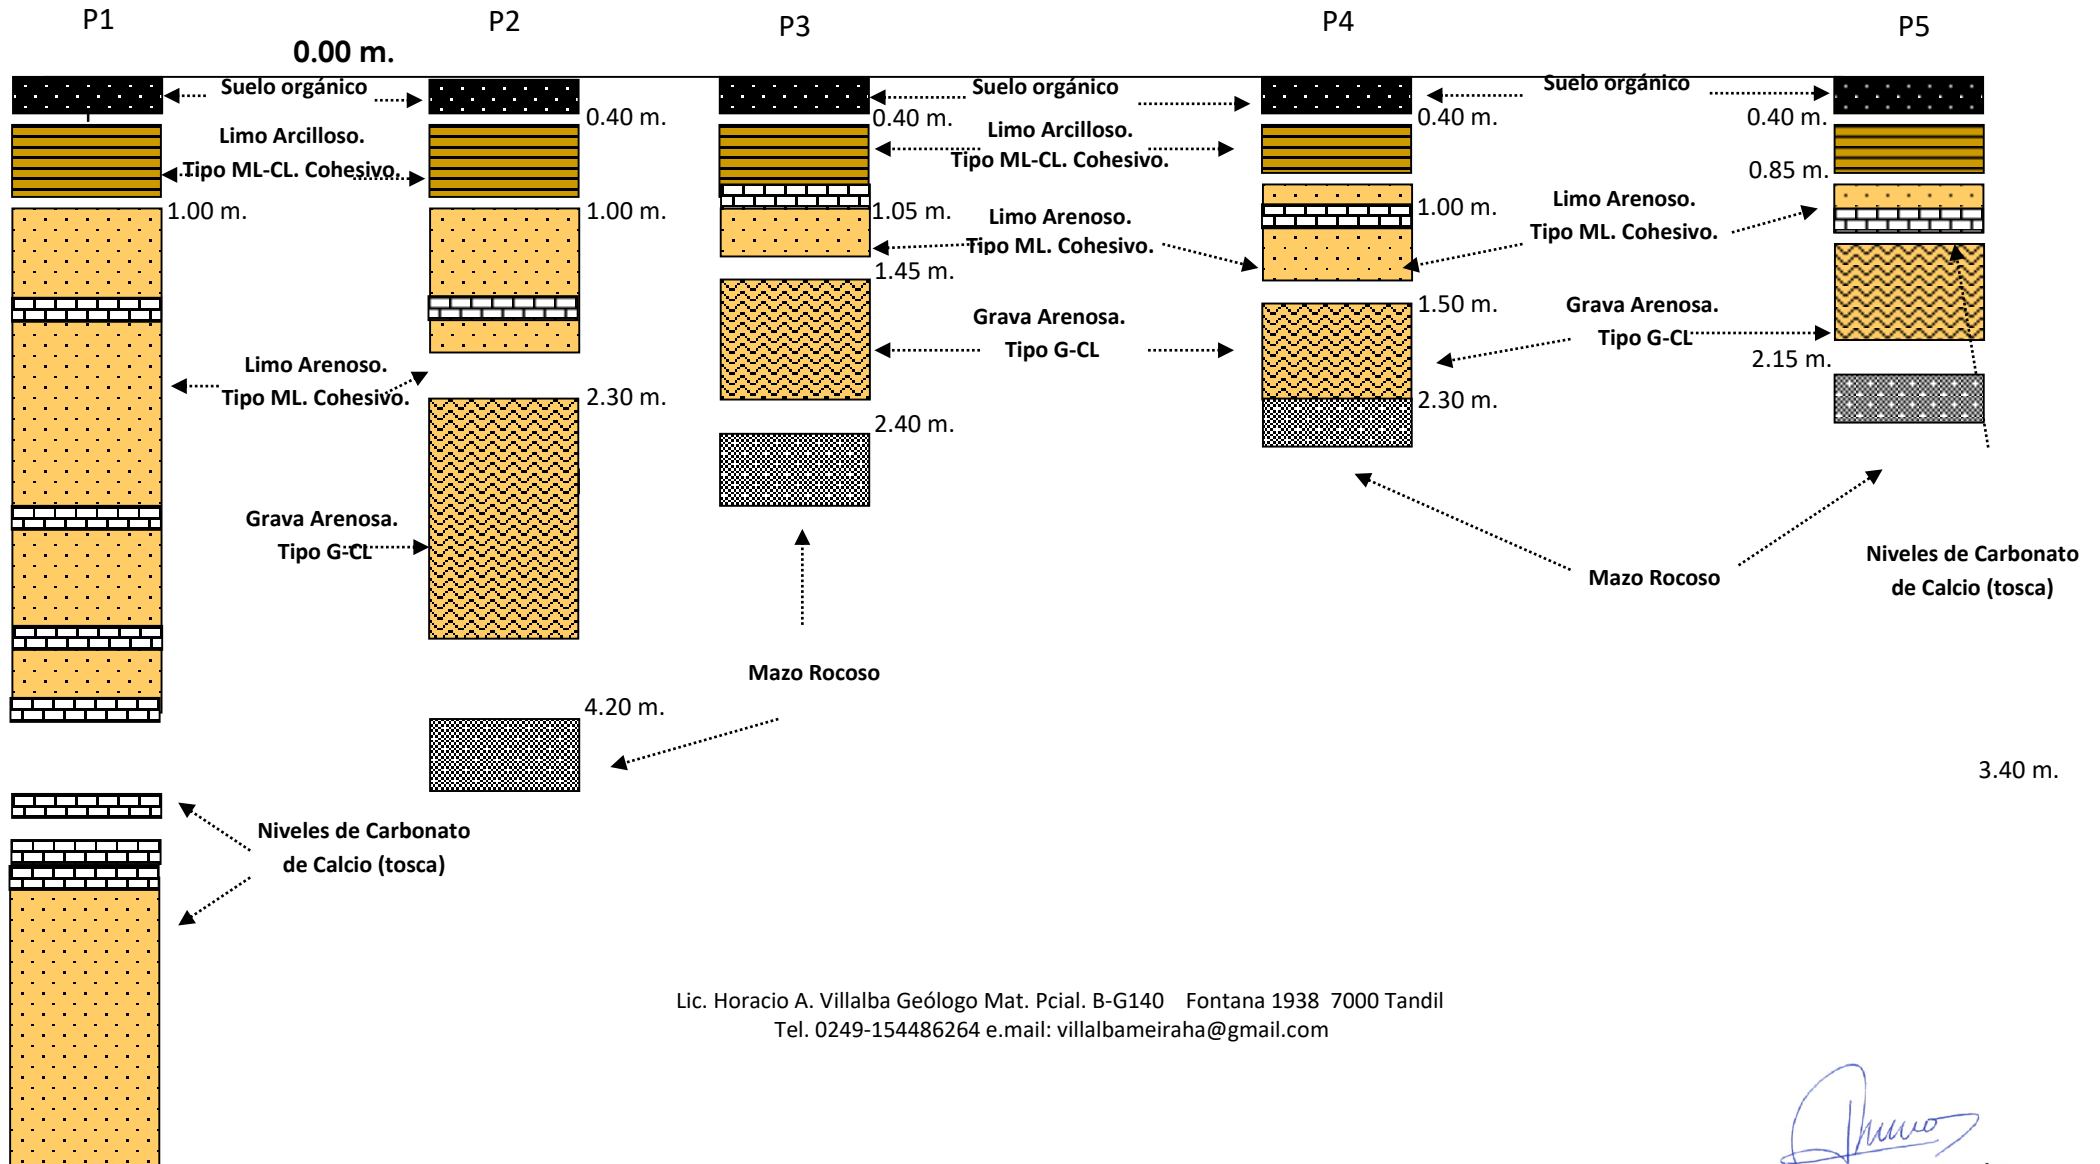 P1
P2
P3
P4
P5
0.00 m.
Suelo orgánico
Suelo orgánico
Suelo orgánico
0.40 m.
0.40 m.
0.40 m.
0.40 m.
Limo Arcilloso.
Tipo ML-CL. Cohesivo.
Limo Arcilloso.
Tipo ML-CL. Cohesivo.
0.85 m.
1.00 m.
1.00 m.
1.05 m.
1.00 m.
Limo Arenoso.
Tipo ML. Cohesivo.
Limo Arenoso.
Tipo ML. Cohesivo.
1.45 m.
1.50 m.
Grava Arenosa.
Tipo G-CL
Grava Arenosa.
Tipo G-CL
2.15 m.
Limo Arenoso.
Tipo ML. Cohesivo.
2.30 m.
2.40 m.
2.30 m.
Grava Arenosa.
Tipo G-CL
Mazo Rocoso
Niveles de Carbonato
de Calcio (tosca)
Mazo Rocoso
4.20 m.
3.40 m.
Niveles de Carbonato
de Calcio (tosca)
Lic. Horacio A. Villalba Geólogo Mat. Pcial. B-G140 Fontana 1938 7000 Tandil
Tel. 0249-154486264 e.mail: villalbameiraha@gmail.com